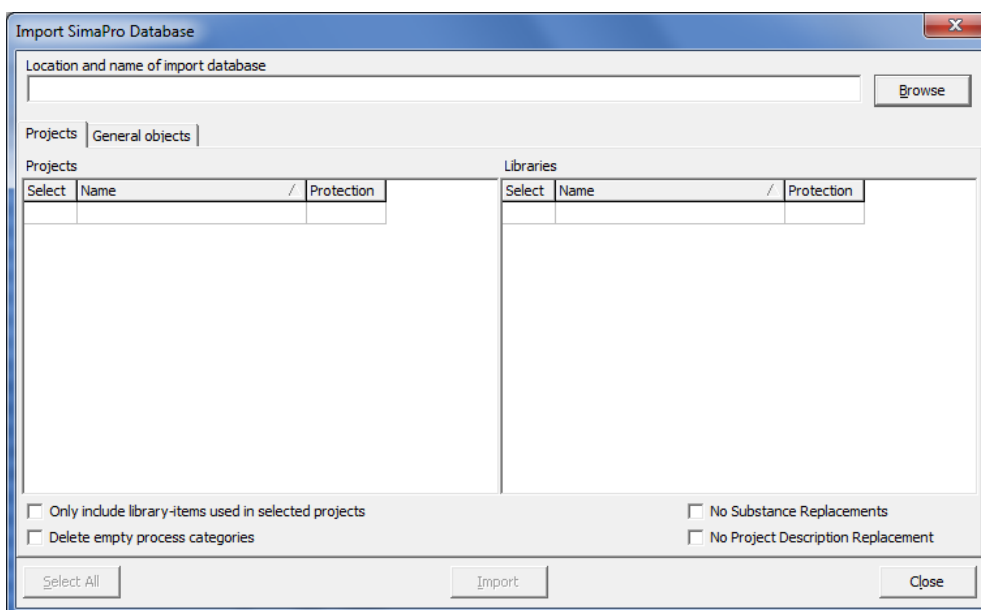 Import SimaPro Database
Location and name of import database
Browse
Projects General objects
Projects Libraries
Select Name / Protection Select Name / Protection
Only include library-items used in selected projects No Substance Replacements
Delete empty process categories No Project Description Replacement
Select All Import Close